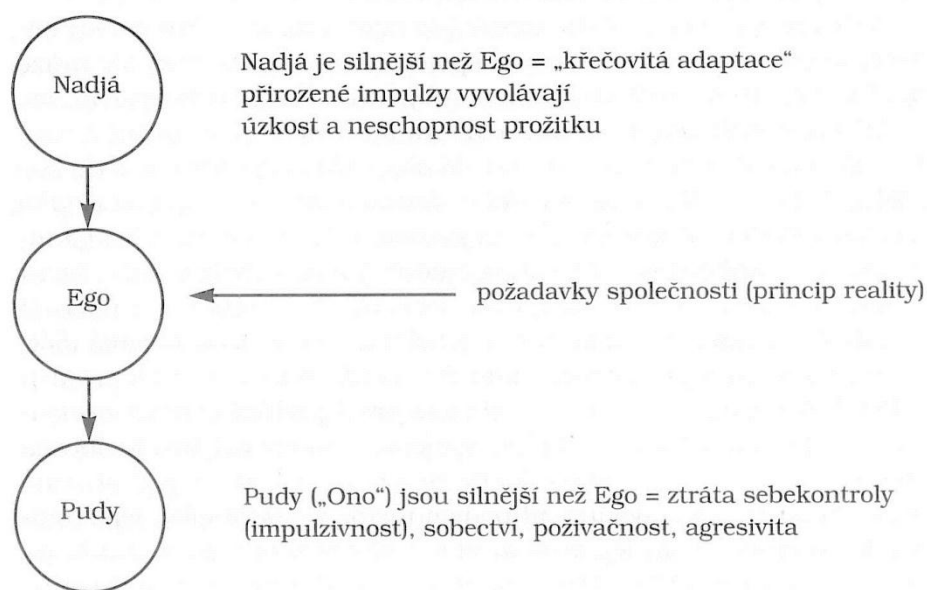 Nadjá
Nadjá je silnější než Ego = „křečovitá adaptace“
přirozené impulzy vyvolávají
úzkost a neschopnost prožitku
Ego
požadavky společnosti (princip reality)
Pudy
Pudy („Ono“) jsou silnější než Ego = ztráta sebekontroly
(impulzivnost), sobectví, poživačnost, agresivita